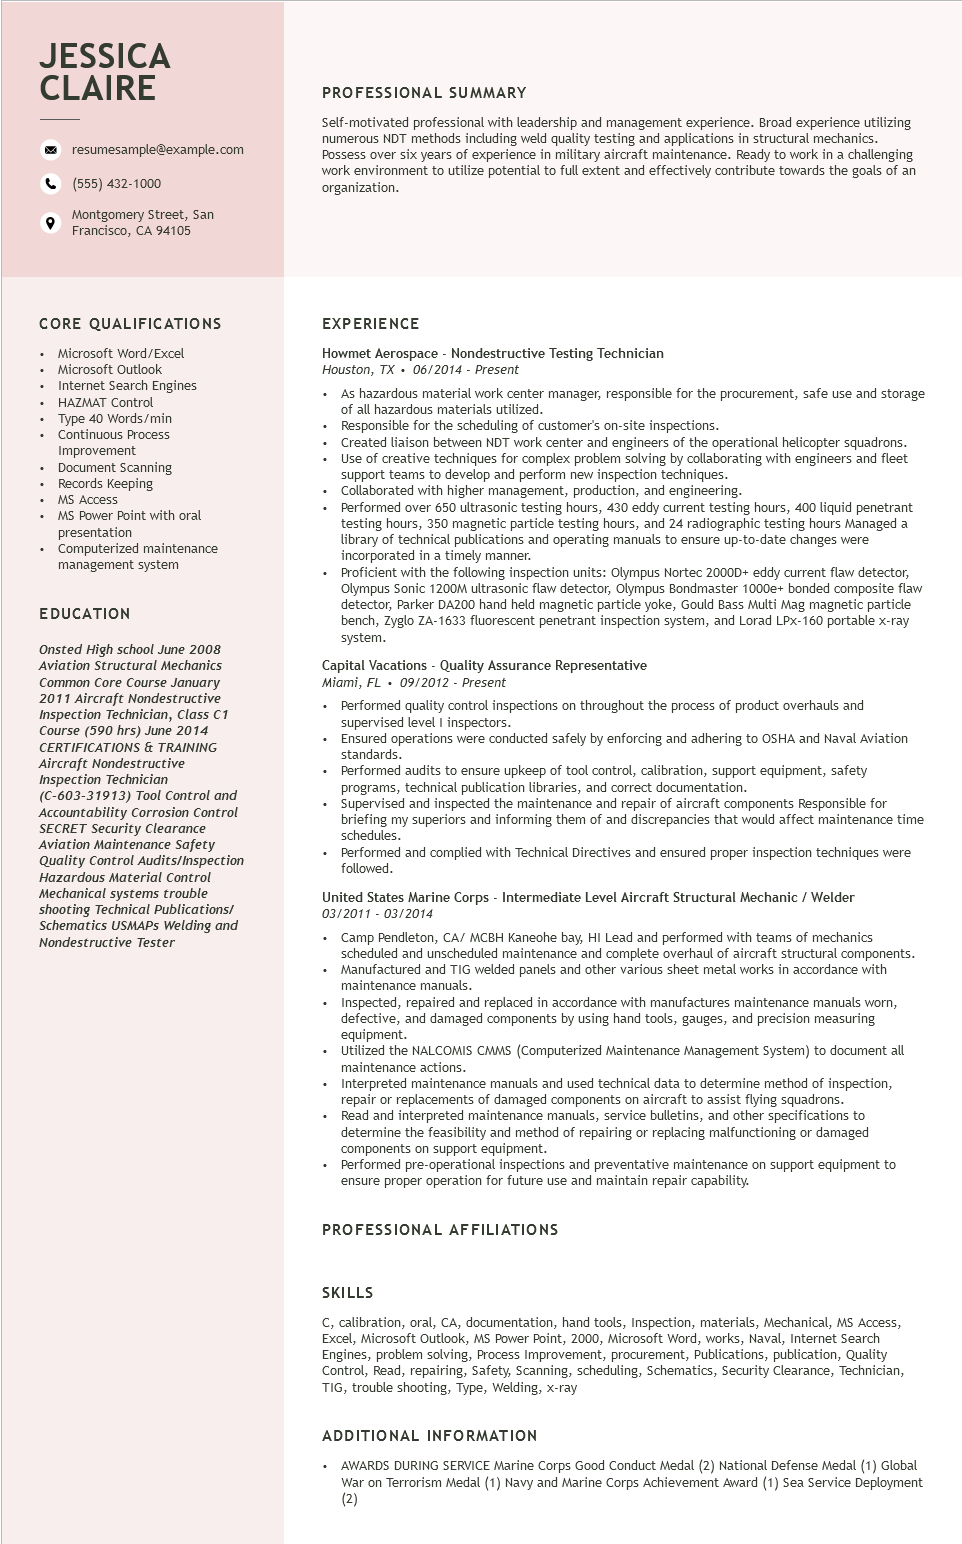 JESSICA
CLAIRE
resumesample@example.com
(555) 432-1000
Montgomery Street, San
Francisco, CA 94105
PROFESSIONAL SUMMARY
Self-motivated professional with leadership and management experience. Broad experience utilizing
numerous NDT methods including weld quality testing and applications in structural mechanics.
Possess over six years of experience in military aircraft maintenance. Ready to work in a challenging
work environment to utilize potential to full extent and effectively contribute towards the goals of an
organization.
CORE QUALIFICATIONS
• Microsoft Word/Excel
• Microsoft Outlook
• Internet Search Engines
• HAZMAT Control
• Type 40 Words/min
• Continuous Process
Improvement
• Document Scanning
• Records Keeping
• MS Access
• MS Power Point with oral
presentation
• Computerized maintenance
management system
EDUCATION
Onsted High school June 2008
Aviation Structural Mechanics
Common Core Course January
2011 Aircraft Nondestructive
Inspection Technician, Class C1
Course (590 hrs) June 2014
CERTIFICATIONS & TRAINING
Aircraft Nondestructive
Inspection Technician
(C-603-31913) Tool Control and
Accountability Corrosion Control
SECRET Security Clearance
Aviation Maintenance Safety
Quality Control Audits/Inspection
Hazardous Material Control
Mechanical systems trouble
shooting Technical Publications/
Schematics USMAPs Welding and
Nondestructive Tester
EXPERIENCE
Howmet Aerospace - Nondestructive Testing Technician
Houston, TX • 06/2014 - Present
• As hazardous material work center manager, responsible for the procurement, safe use and storage
of all hazardous materials utilized.
• Responsible for the scheduling of customer's on-site inspections.
• Created liaison between NDT work center and engineers of the operational helicopter squadrons.
• Use of creative techniques for complex problem solving by collaborating with engineers and fleet
support teams to develop and perform new inspection techniques.
• Collaborated with higher management, production, and engineering.
• Performed over 650 ultrasonic testing hours, 430 eddy current testing hours, 400 liquid penetrant
testing hours, 350 magnetic particle testing hours, and 24 radiographic testing hours Managed a
library of technical publications and operating manuals to ensure up-to-date changes were
incorporated in a timely manner.
• Proficient with the following inspection units: Olympus Nortec 2000D+ eddy current flaw detector,
Olympus Sonic 1200M ultrasonic flaw detector, Olympus Bondmaster 1000e+ bonded composite flaw
detector, Parker DA200 hand held magnetic particle yoke, Gould Bass Multi Mag magnetic particle
bench, Zyglo ZA-1633 fluorescent penetrant inspection system, and Lorad LPx-160 portable x-ray
system.
Capital Vacations - Quality Assurance Representative
Miami, FL • 09/2012 - Present
• Performed quality control inspections on throughout the process of product overhauls and
supervised level I inspectors.
• Ensured operations were conducted safely by enforcing and adhering to OSHA and Naval Aviation
standards.
• Performed audits to ensure upkeep of tool control, calibration, support equipment, safety
programs, technical publication libraries, and correct documentation.
• Supervised and inspected the maintenance and repair of aircraft components Responsible for
briefing my superiors and informing them of and discrepancies that would affect maintenance time
schedules.
• Performed and complied with Technical Directives and ensured proper inspection techniques were
followed.
United States Marine Corps - Intermediate Level Aircraft Structural Mechanic / Welder
03/2011 - 03/2014
• Camp Pendleton, CA/ MCBH Kaneohe bay, HI Lead and performed with teams of mechanics
scheduled and unscheduled maintenance and complete overhaul of aircraft structural components.
• Manufactured and TIG welded panels and other various sheet metal works in accordance with
maintenance manuals.
• Inspected, repaired and replaced in accordance with manufactures maintenance manuals worn,
defective, and damaged components by using hand tools, gauges, and precision measuring
equipment.
• Utilized the NALCOMIS CMMS (Computerized Maintenance Management System) to document all
maintenance actions.
• Interpreted maintenance manuals and used technical data to determine method of inspection,
repair or replacements of damaged components on aircraft to assist flying squadrons.
• Read and interpreted maintenance manuals, service bulletins, and other specifications to
determine the feasibility and method of repairing or replacing malfunctioning or damaged
components on support equipment.
• Performed pre-operational inspections and preventative maintenance on support equipment to
ensure proper operation for future use and maintain repair capability.
PROFESSIONAL AFFILIATIONS
SKILLS
C, calibration, oral, CA, documentation, hand tools, Inspection, materials, Mechanical, MS Access,
Excel, Microsoft Outlook, MS Power Point, 2000, Microsoft Word, works, Naval, Internet Search
Engines, problem solving, Process Improvement, procurement, Publications, publication, Quality
Control, Read, repairing, Safety, Scanning, scheduling, Schematics, Security Clearance, Technician,
TIG, trouble shooting, Type, Welding, x-ray
ADDITIONAL INFORMATION
• AWARDS DURING SERVICE Marine Corps Good Conduct Medal (2) National Defense Medal (1) Global
War on Terrorism Medal (1) Navy and Marine Corps Achievement Award (1) Sea Service Deployment
(2)